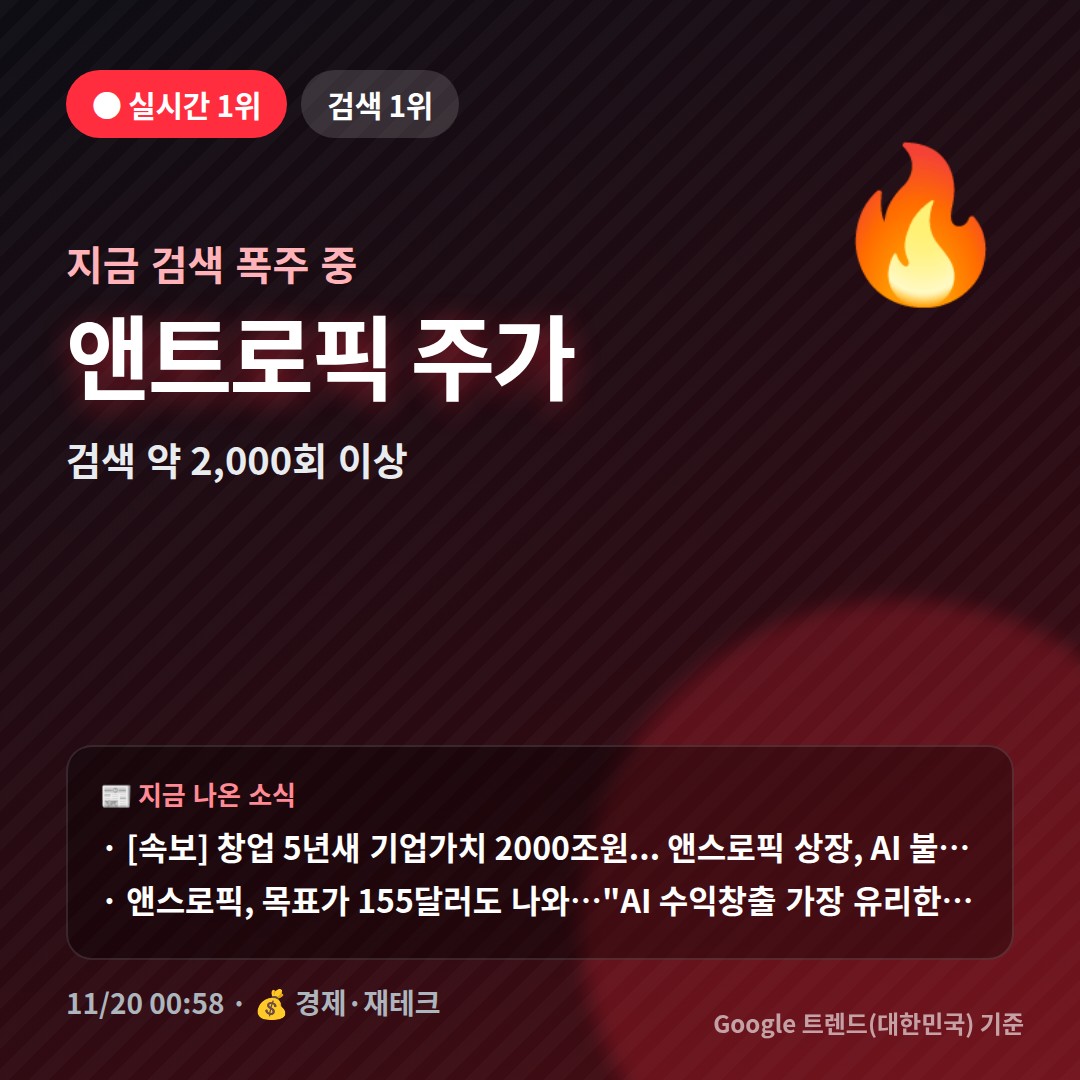 실시간 1위
검색 1위
지금 검색 폭주 중
앤트로픽 주가
검색 약 2,000회 이상
지금 나온 소식
· [속보] 창업 5년새 기업가치 2000조원... 앤스로픽 상장, AI 불…
· 앤스로픽, 목표가 155달러도 나와…"AI 수익창출 가장 유리한…
11/20 00:58 · 💰 경제·재테크
Google 트렌드(대한민국) 기준